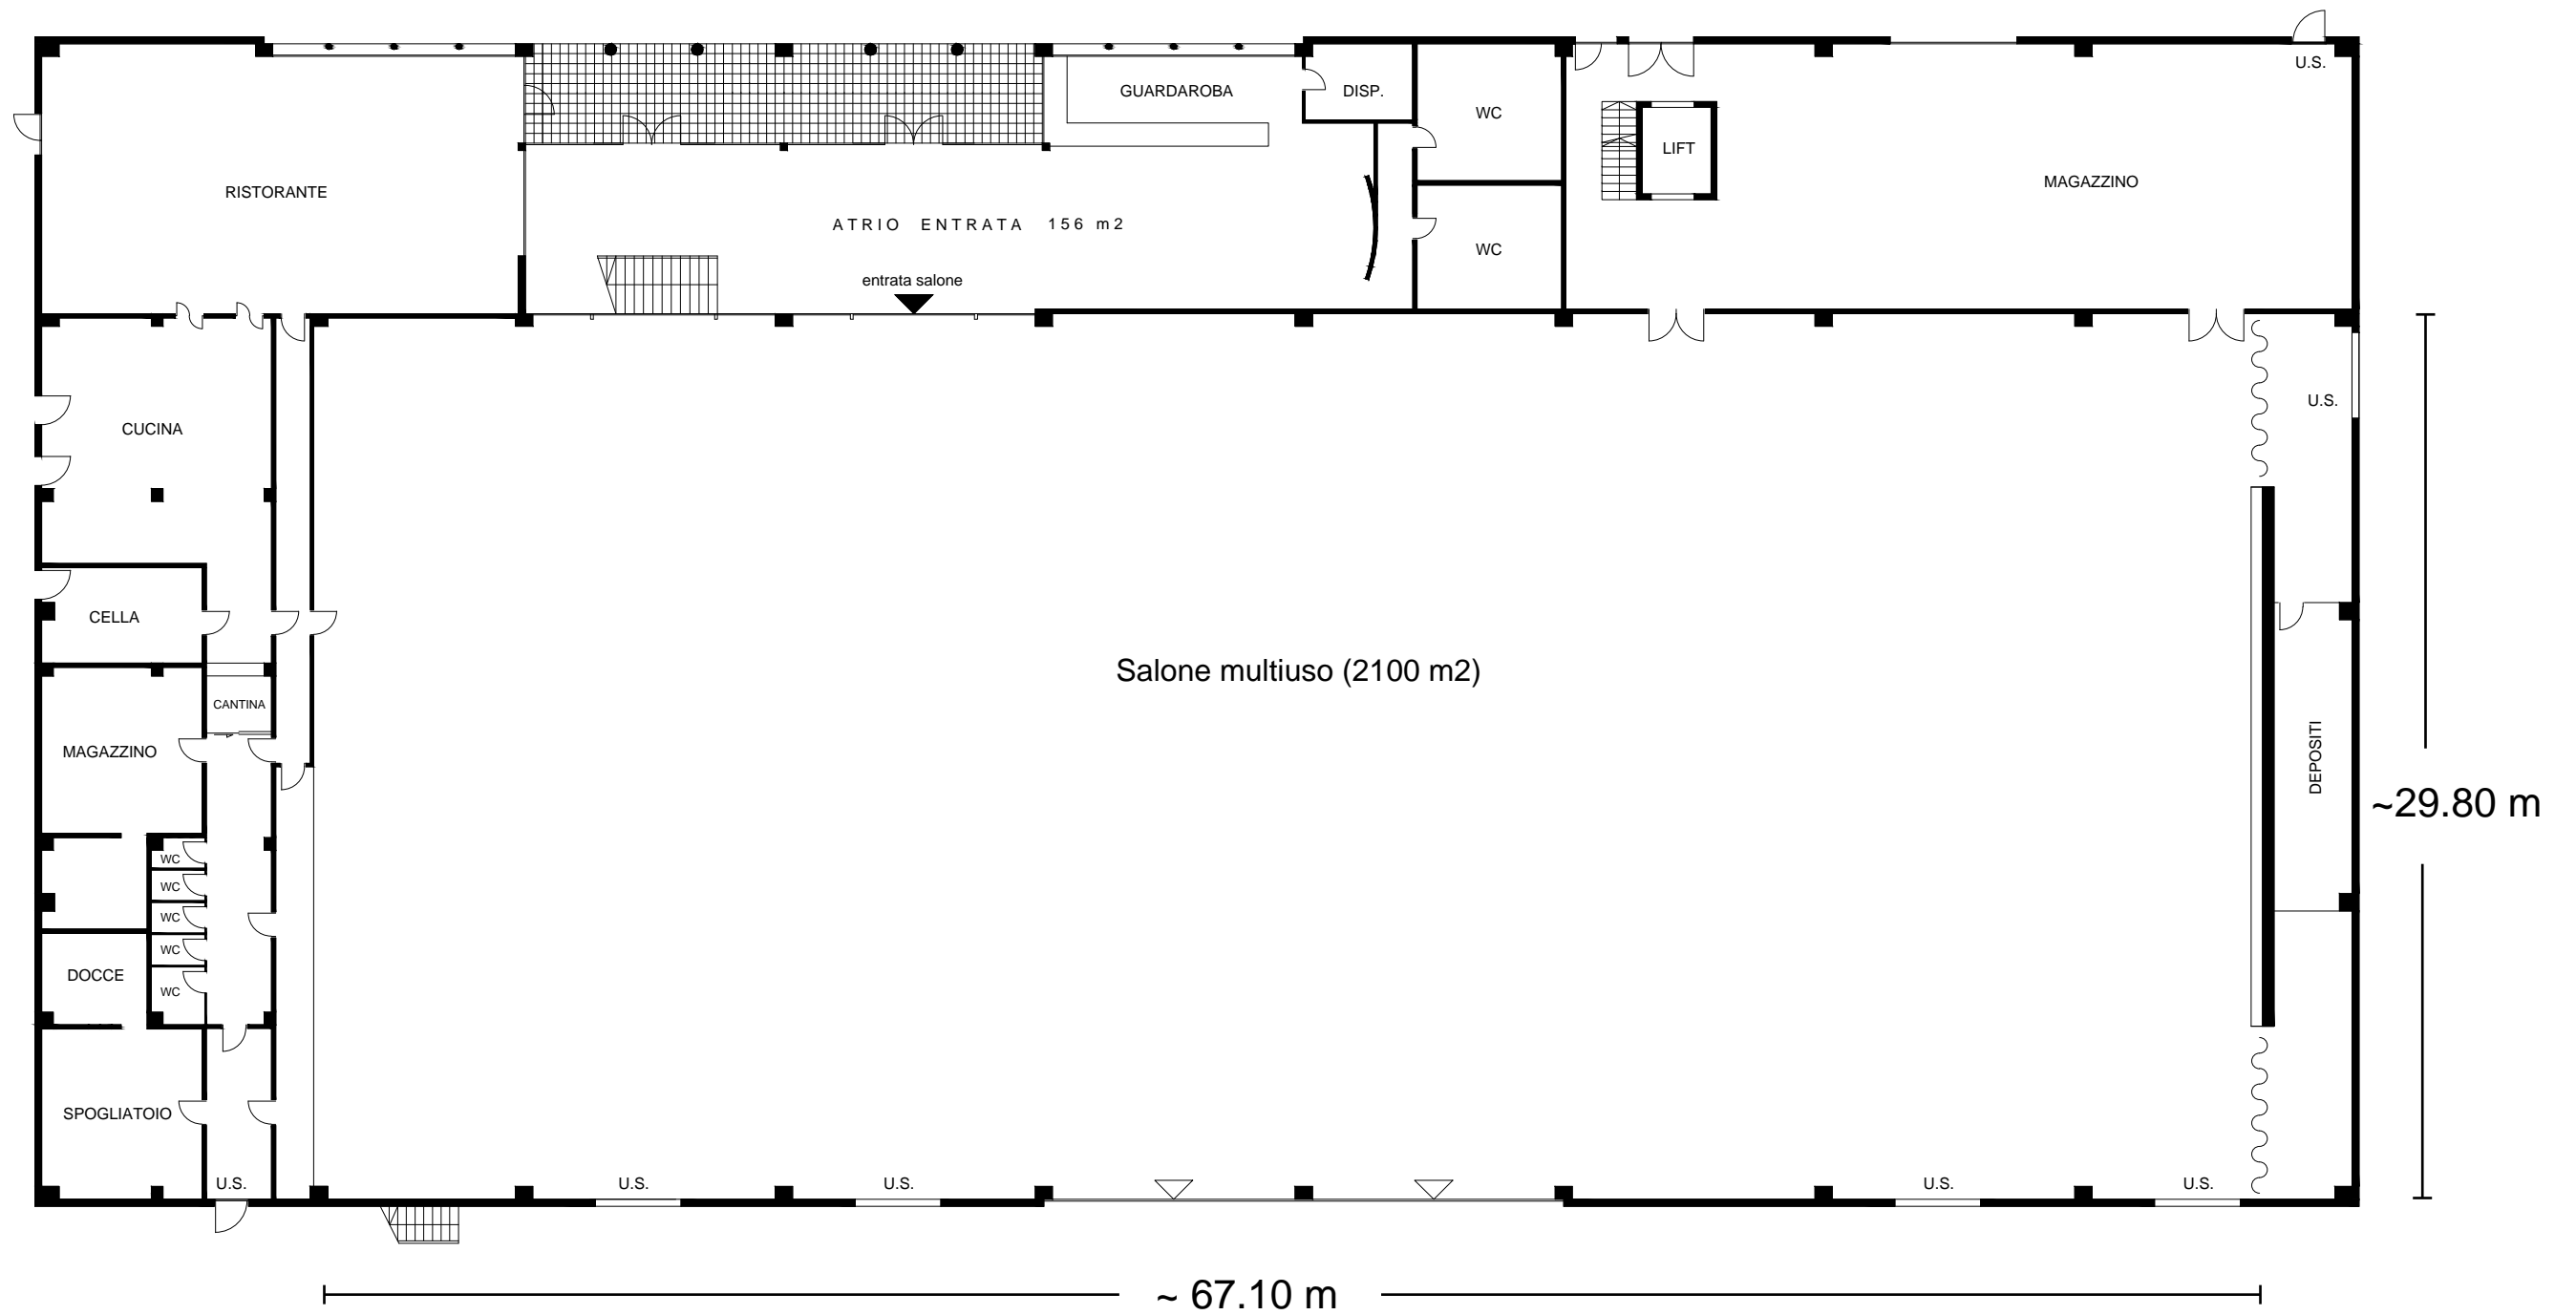 U.S.
GUARDAROBA
DISP.
WC
LIFT
MAGAZZINO
RISTORANTE
ATRIO ENTRATA 156 m2
WC
entrata salone
U.S.
CUCINA
CELLA
Salone multiuso (2100 m2)
CANTINA
MAGAZZINO
DEPOSITI
~29.80 m
WC
WC
WC
WC
DOCCE
WC
SPOGLIATOIO
U.S.
U.S.
U.S.
U.S.
U.S.
~ 67.10 m